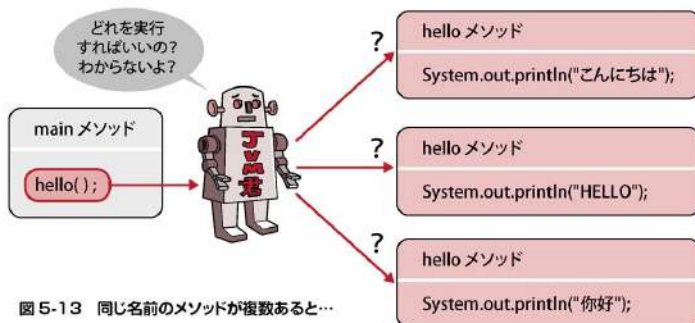 どれを実行
すればいいの？
わからないよ？
main メソッド
hello( ) ;
JVM君
?
hello メソッド
System.out.println("こんにちは");
?
hello メソッド
System.out.println("HELLO");
?
hello メソッド
System.out.println("你好");
図 5-13　同じ名前のメソッドが複数あると…